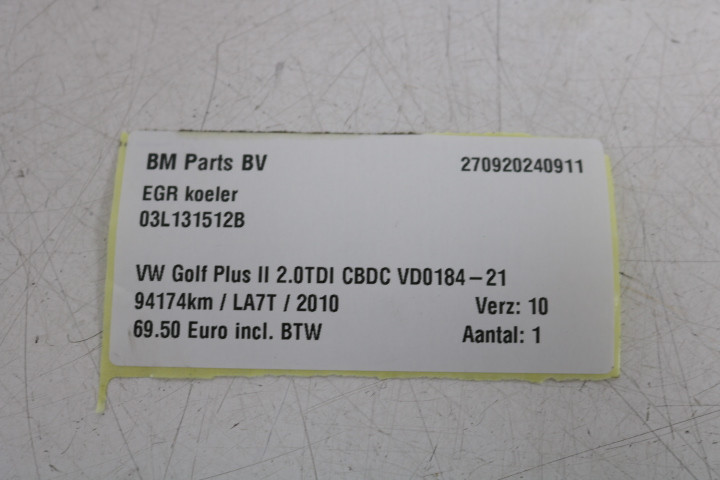 BM Parts BV 270920240911
EGR koeler
03L131512B
VW Golf Plus II 2.0TDI CBDC VD0184-21
94174km / LA7T / 2010 Verz: 10
69.50 Euro incl. BTW Aantal: 1